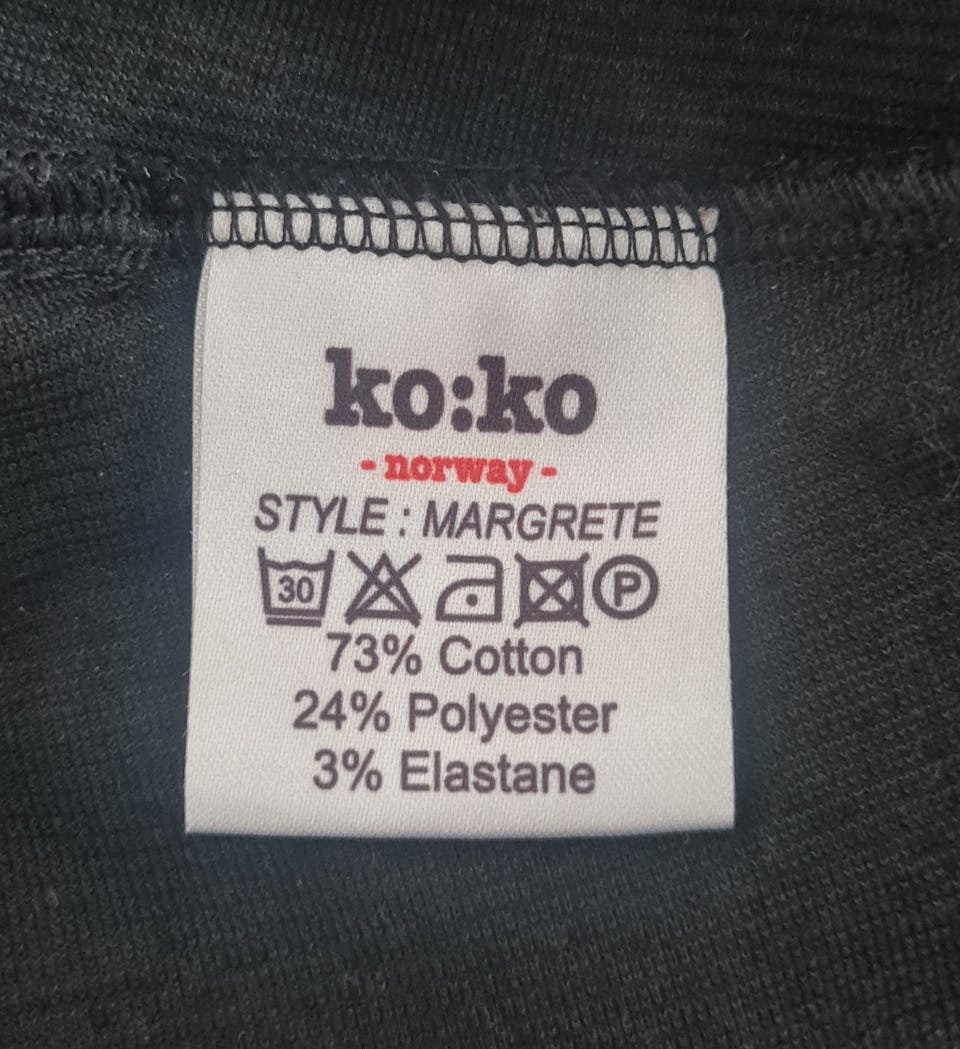 ko:ko
- norway -
STYLE : MARGRETE
30 P
73% Cotton
24% Polyester
3% Elastane